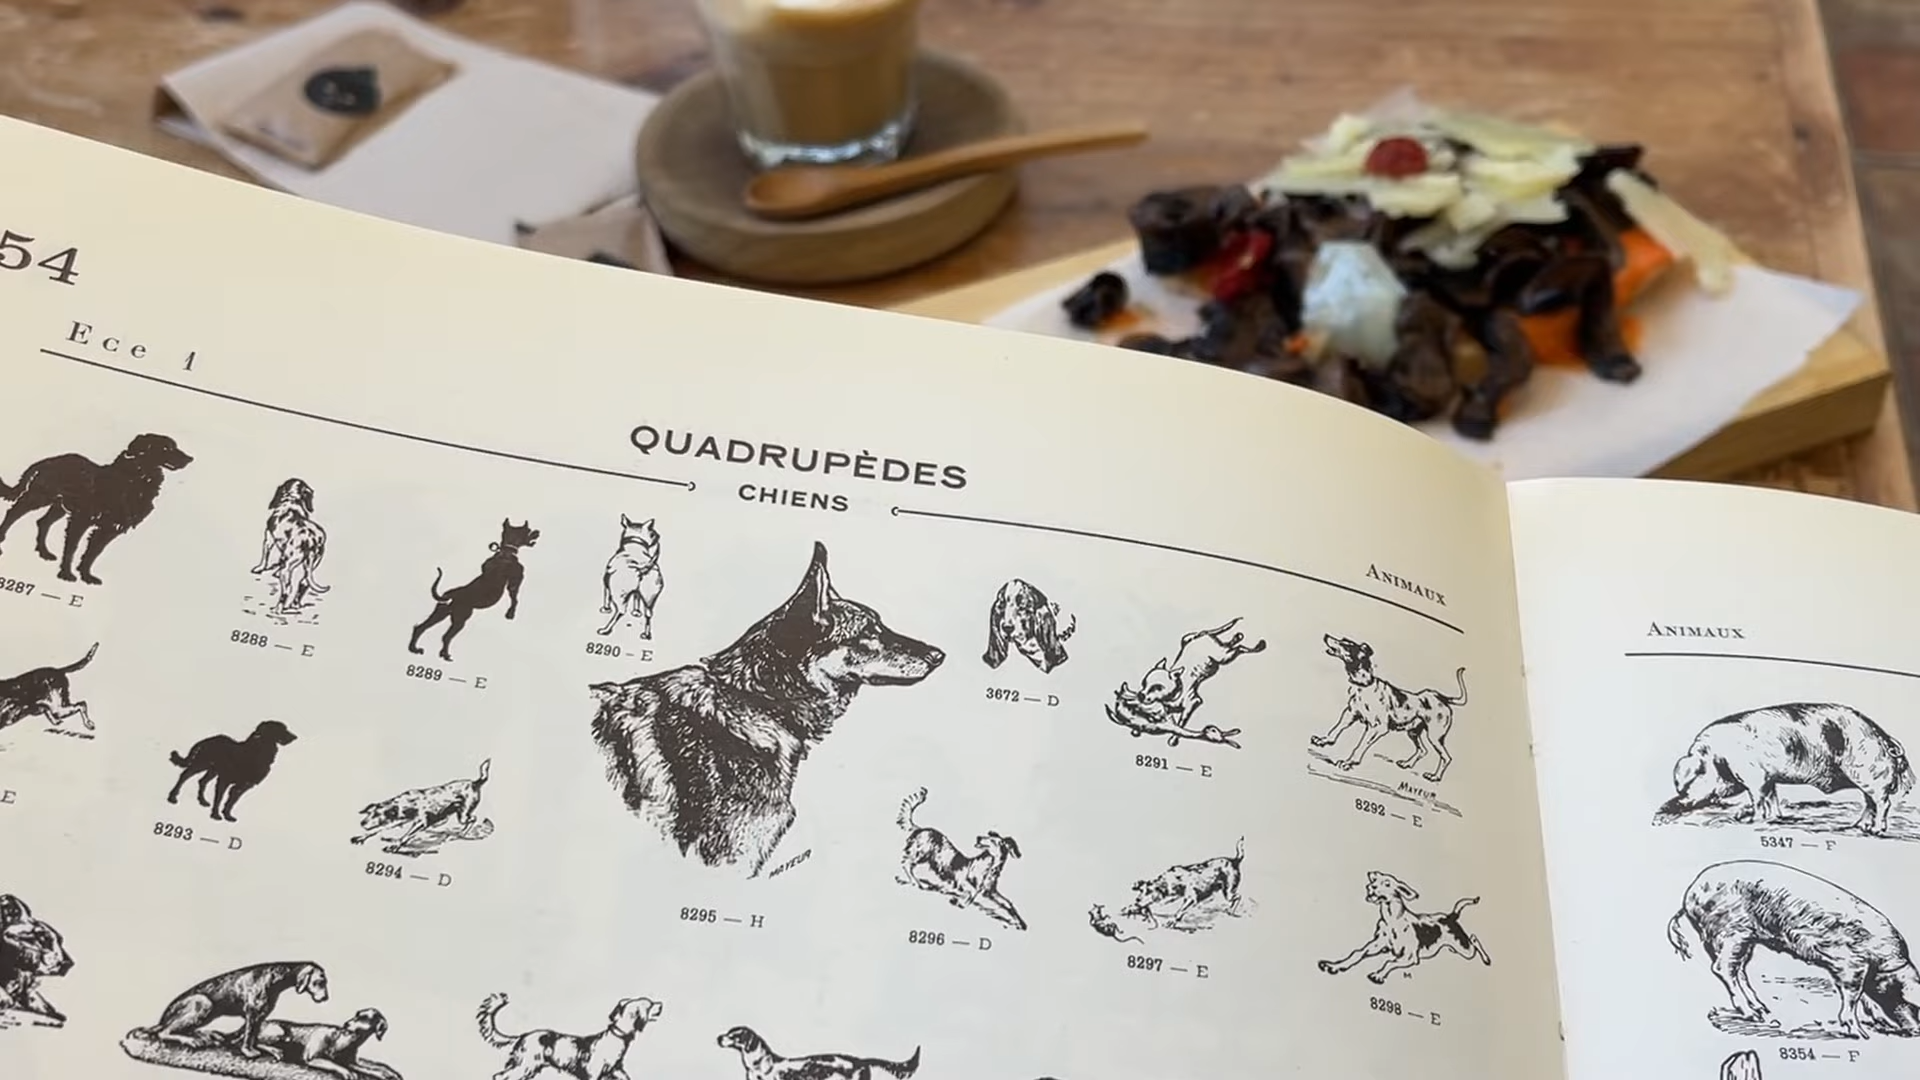 54
Ece 1
QUADRUPÈDES
CHIENS
ANIMAUX
8287 — E
8288 — E
8289 — E
8290 - E
3672 — D
8291 — E
MAYEUR
8292 — E
E
8293 — D
8294 — D
MAYEUR
8295 — H
8296 — D
8297 — E
M
8298 — E
ANIMAUX
5347 — F
8354 — F